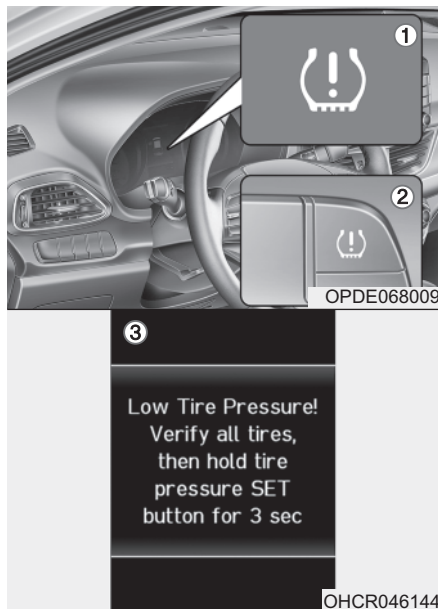 1
2
OPDE068009
3
Low Tire Pressure!
Verify all tires,
then hold tire
pressure SET
button for 3 sec
OHCR046144